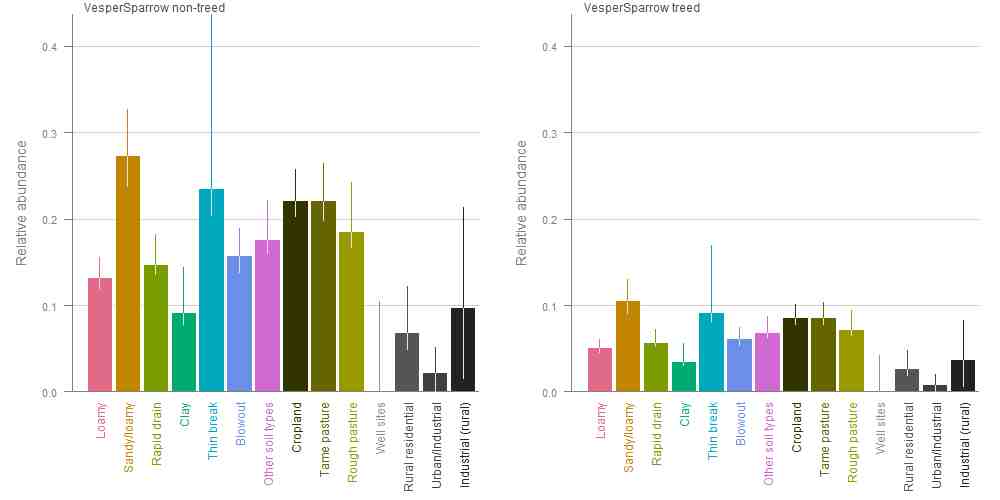 VesperSparrow non-treed
Relative abundance
0.4
0.3
0.2
0.1
0.0
Loamy
Sandy/loamy
Rapid drain
Clay
Thin break
Blowout
Other soil types
Cropland
Tame pasture
Rough pasture
Well sites
Rural residential
Urban/Industrial
Industrial (rural)
VesperSparrow treed
Relative abundance
0.4
0.3
0.2
0.1
0.0
Loamy
Sandy/loamy
Rapid drain
Clay
Thin break
Blowout
Other soil types
Cropland
Tame pasture
Rough pasture
Well sites
Rural residential
Urban/Industrial
Industrial (rural)